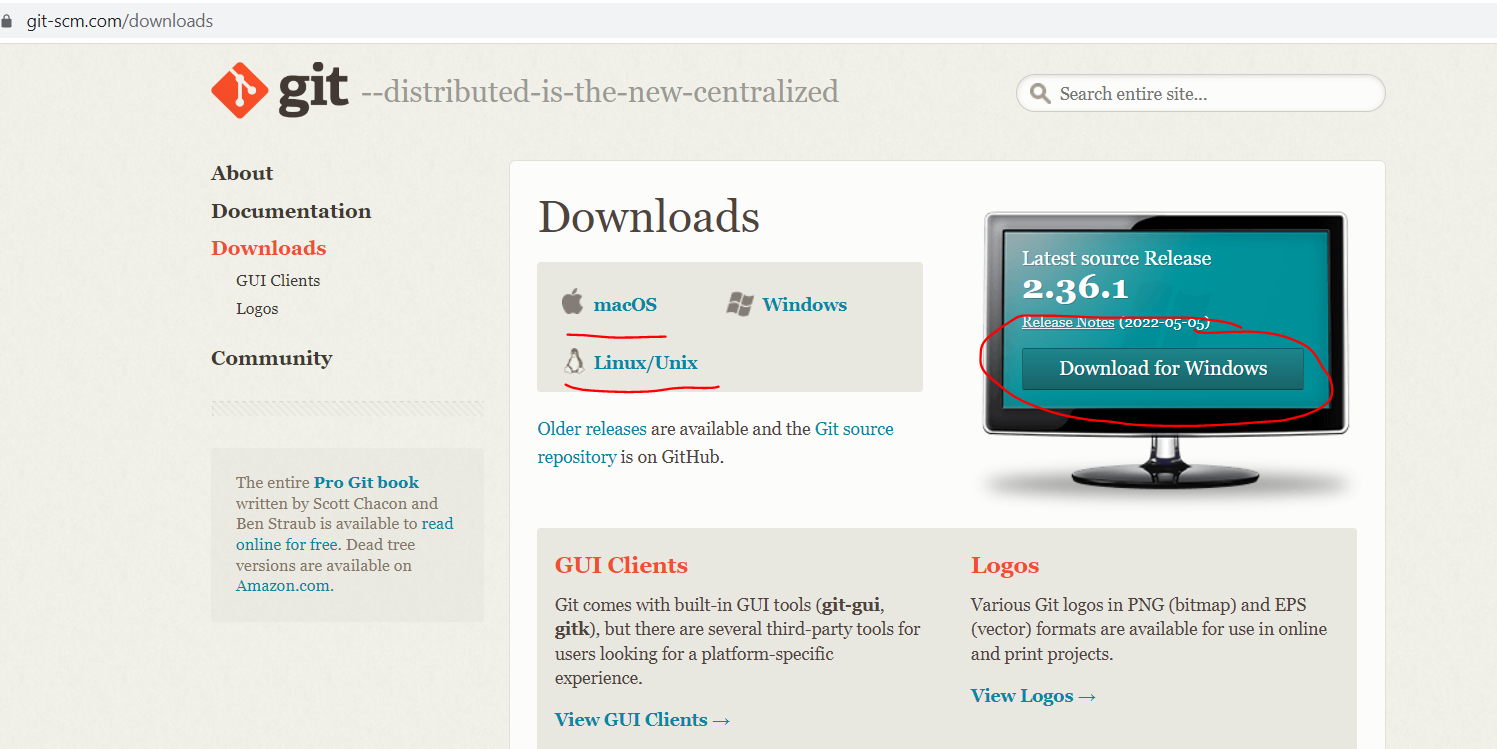 git-scm.com/downloads
git --distributed-is-the-new-centralized
Search entire site...
About
Documentation
Downloads
GUI Clients
Logos
Community
The entire Pro Git book
written by Scott Chacon and
Ben Straub is available to read
online for free. Dead tree
versions are available on
Amazon.com.
Downloads
macOS
Windows
Linux/Unix
Older releases are available and the Git source
repository is on GitHub.
Latest source Release
2.36.1
Release Notes (2022-05-05)
Download for Windows
GUI Clients
Git comes with built-in GUI tools (git-gui,
gitk), but there are several third-party tools for
users looking for a platform-specific
experience.
View GUI Clients →
Logos
Various Git logos in PNG (bitmap) and EPS
(vector) formats are available for use in online
and print projects.
View Logos →